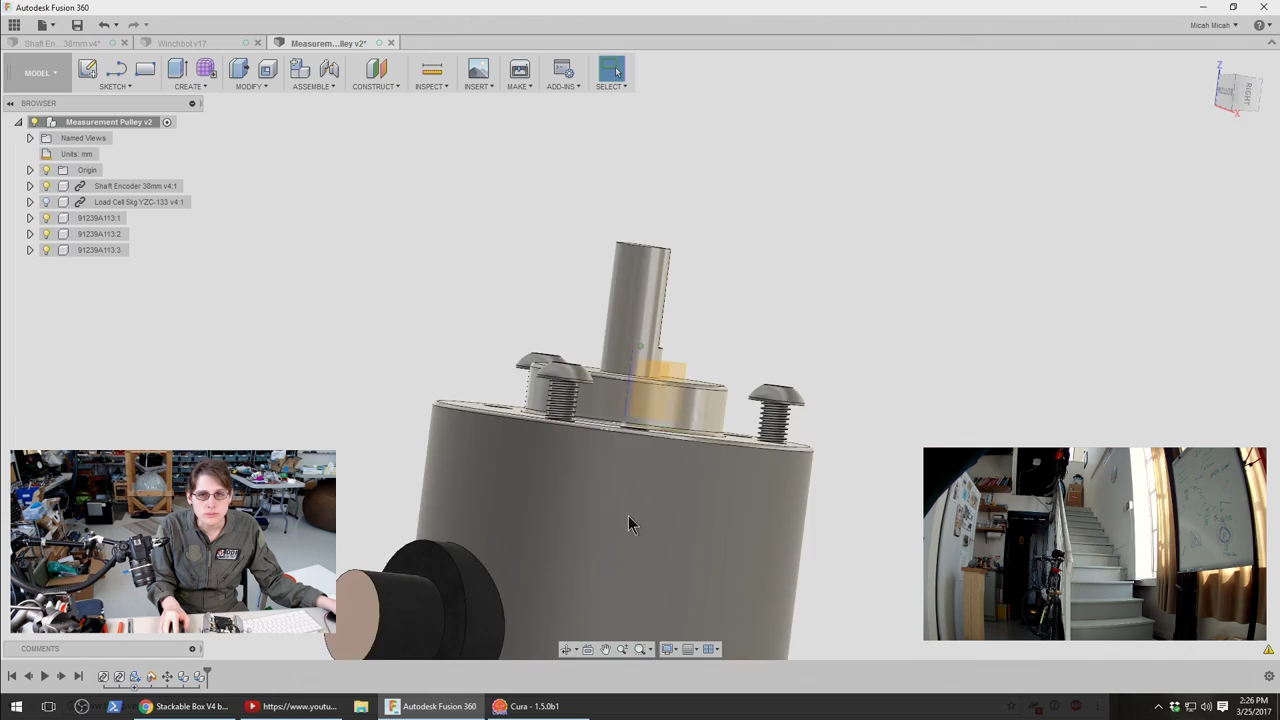 Autodesk Fusion 360
Micah Micah
Shaft En... 38mm v4*
Winchbot v17
Measurem...lley v2*
MODEL
SKETCH
CREATE
MODIFY
ASSEMBLE
CONSTRUCT
INSPECT
INSERT
MAKE
ADD-INS
SELECT
Z
RIGHT
X
BROWSER
Measurement Pulley v2
Named Views
Units: mm
Origin
Shaft Encoder 38mm v4:1
Load Cell 5kg YZC-133 v4:1
91239A113:1
91239A113:2
91239A113:3
COMMENTS
Stackable Box V4 b...
https://www.youtu...
Autodesk Fusion 360
Cura - 1.5.0b1
2:26 PM
3/25/2017